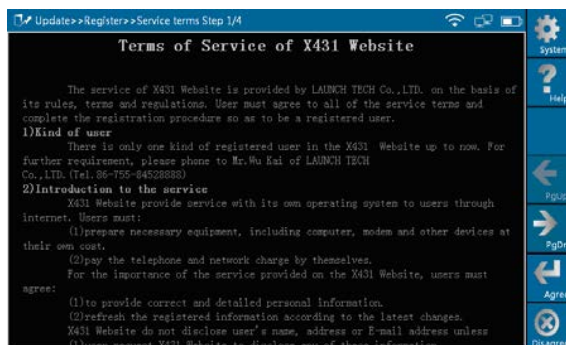 Update>>Register>>Service terms Step 1/4
Terms of Service of X431 Website
The service of X431 Website is provided by LAUNCH TECH Co.,LTD. on the basis of
its rules, terms and regulations. User must agree to all of the service terms and
complete the registration procedure so as to be a registered user.
1)Kind of user
There is only one kind of registered user in the X431 Website up to now. For
further requirement, please phone to Mr.Wu Kai of LAUNCH TECH
Co.,LTD.(Tel.86-755-84528888)
2)Introduction to the service
X431 Website provide service with its own operating system to users through
internet. Users must:
(1)prepare necessary equipment, including computer, modem and other devices at
their own cost.
(2)pay the telephone and network charge by themselves.
For the importance of the service provided on the X431 Website, users must
agree:
(1)to provide correct and detailed personal information.
(2)refresh the registered information according to the latest changes.
X431 Website do not disclose user's name, address or E-mail address unless
System
Help
PgUp
PgDn
Agree
Disagree